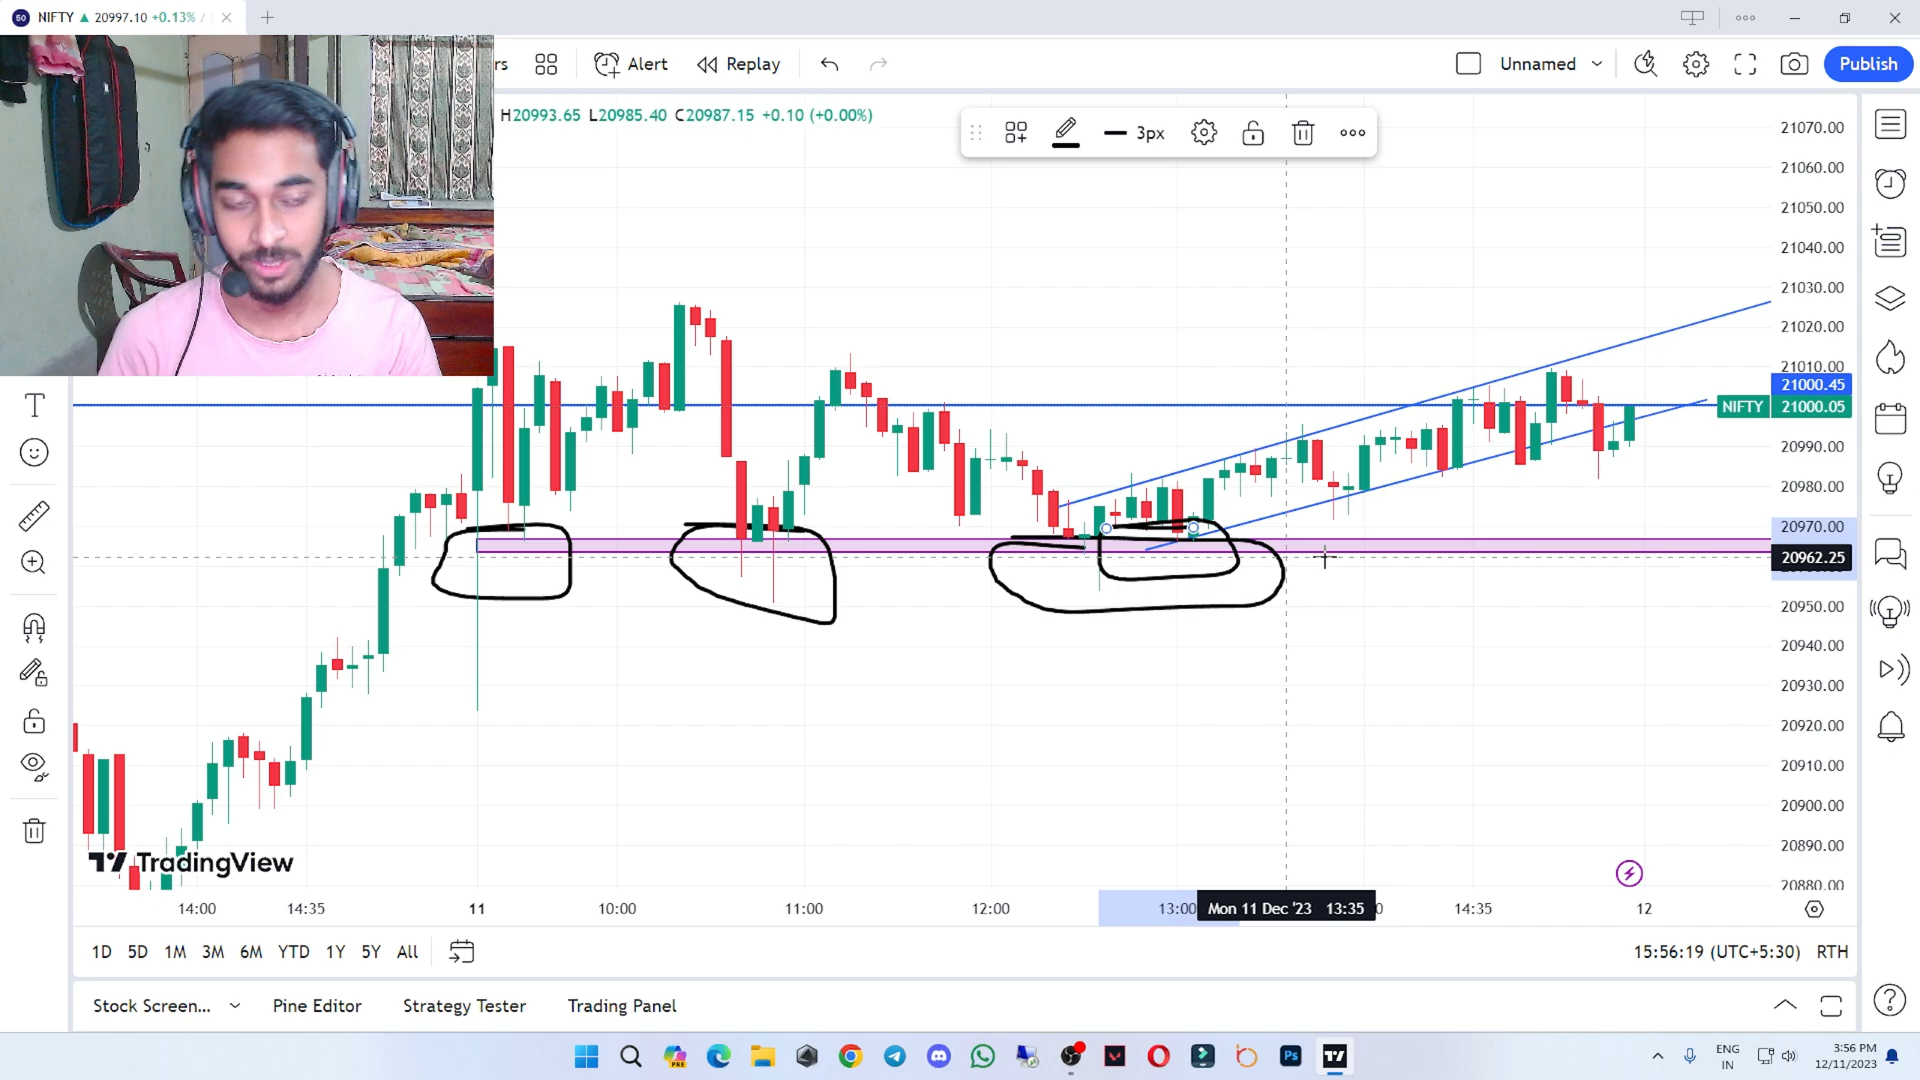 50 NIFTY ▲ 20997.10 +0.13% /
rs Alert Replay Unnamed Publish
H20993.65 L20985.40 C20987.15 +0.10 (+0.00%)
3px
21070.00
21060.00
21050.00
21040.00
21030.00
21020.00
21010.00
21000.45
NIFTY 21000.05
20990.00
20980.00
20970.00
20962.25
20950.00
20940.00
20930.00
20920.00
20910.00
20900.00
20890.00
20880.00
TradingView
14:00 14:35 11 10:00 11:00 12:00 13:00 Mon 11 Dec '23 13:35 0 14:35 12
1D 5D 1M 3M 6M YTD 1Y 5Y All 15:56:19 (UTC+5:30) RTH
Stock Screen... Pine Editor Strategy Tester Trading Panel
PRE Ps
ENG
IN
3:56 PM
12/11/2023